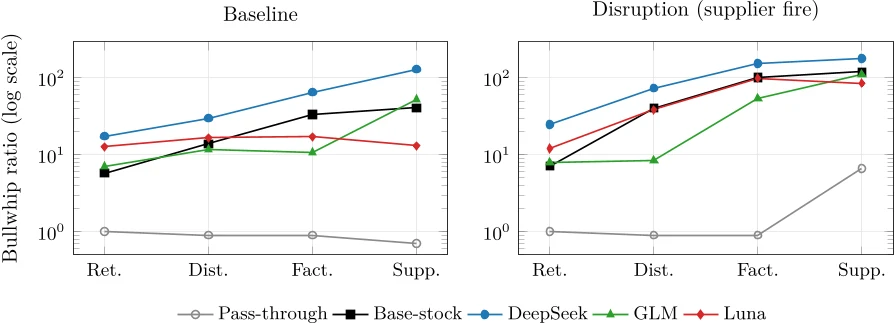 Baseline
Disruption (supplier fire)
Bullwhip ratio (log scale)
10²
10¹
10⁰
Ret. Dist. Fact. Supp.
10²
10¹
10⁰
Ret. Dist. Fact. Supp.
Pass-through Base-stock DeepSeek GLM Luna